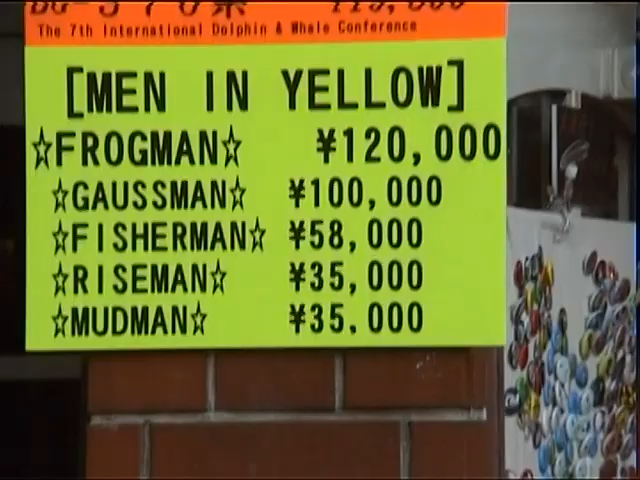 The 7th International Dolphin & Whale Conference
[MEN IN YELLOW]
☆FROGMAN☆ ¥120,000
☆GAUSSMAN☆ ¥100,000
☆FISHERMAN☆ ¥58,000
☆RISEMAN☆ ¥35,000
☆MUDMAN☆ ¥35.000